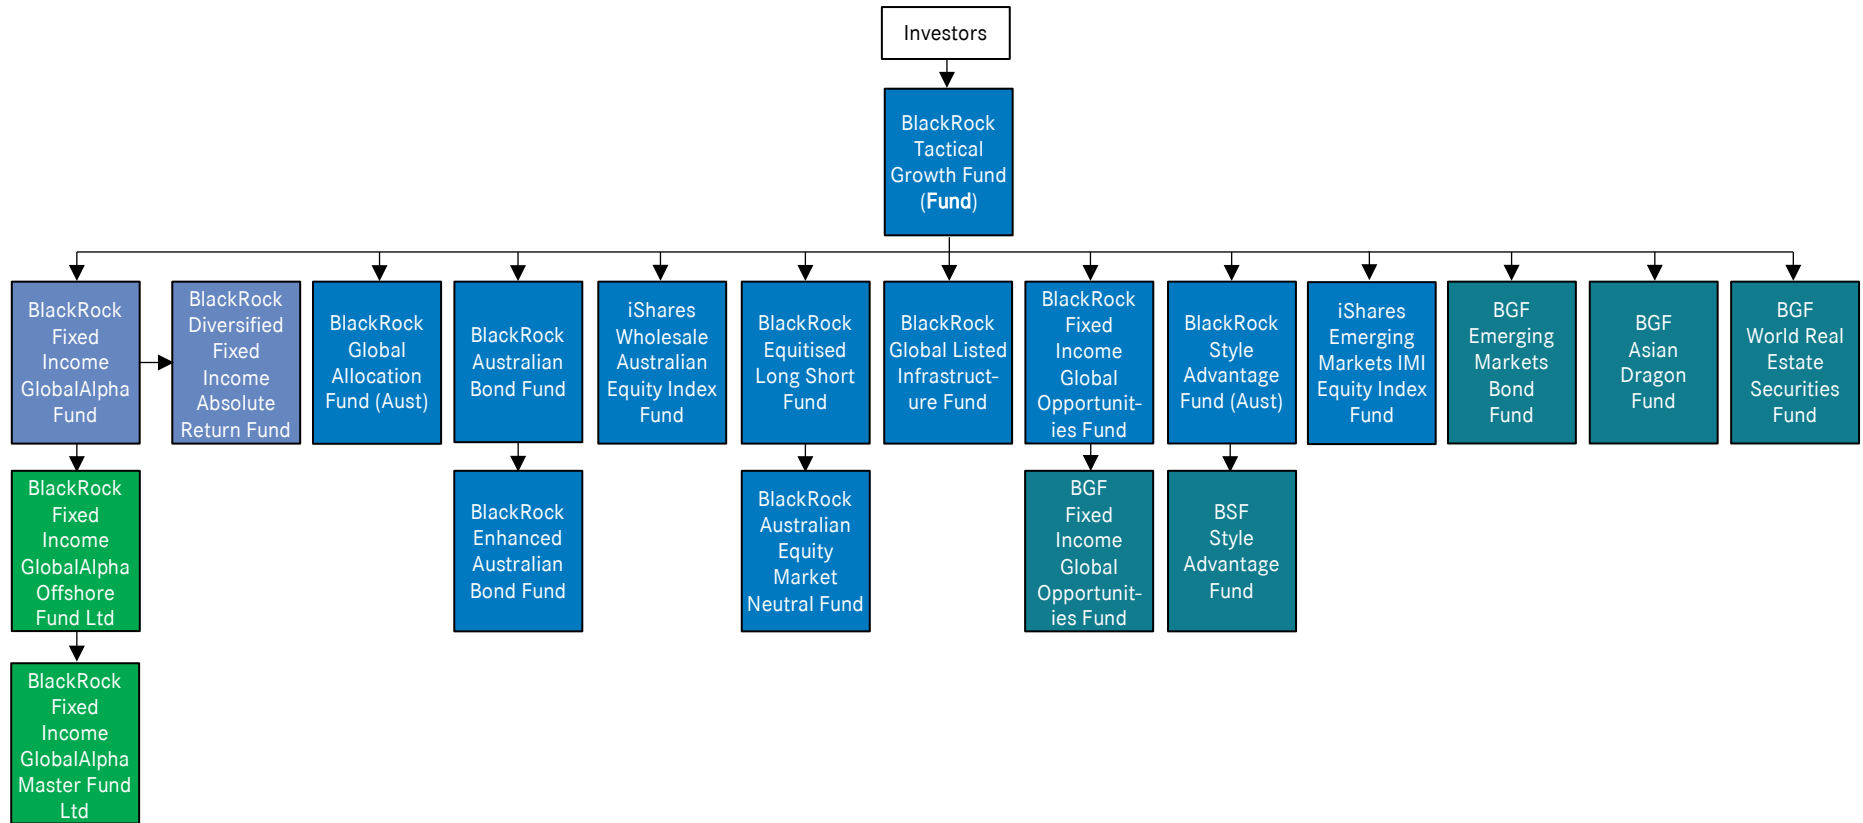 Investors
BlackRock
Tactical
Growth Fund
(Fund)
BlackRock
Fixed
Income
GlobalAlpha
Fund
BlackRock
Diversified
Fixed
Income
Absolute
Return Fund
BlackRock
Global
Allocation
Fund (Aust)
BlackRock
Australian
Bond Fund
iShares
Wholesale
Australian
Equity Index
Fund
BlackRock
Equitised
Long Short
Fund
BlackRock
Global Listed
Infrastruct-
ure Fund
BlackRock
Fixed
Income
Global
Opportunit-
ies Fund
BlackRock
Style
Advantage
Fund (Aust)
iShares
Emerging
Markets IMI
Equity Index
Fund
BGF
Emerging
Markets
Bond
Fund
BGF
Asian
Dragon
Fund
BGF
World Real
Estate
Securities
Fund
BlackRock
Fixed
Income
GlobalAlpha
Offshore
Fund Ltd
BlackRock
Enhanced
Australian
Bond Fund
BlackRock
Australian
Equity
Market
Neutral Fund
BGF
Fixed
Income
Global
Opportunit-
ies Fund
BSF
Style
Advantage
Fund
BlackRock
Fixed
Income
GlobalAlpha
Master Fund
Ltd